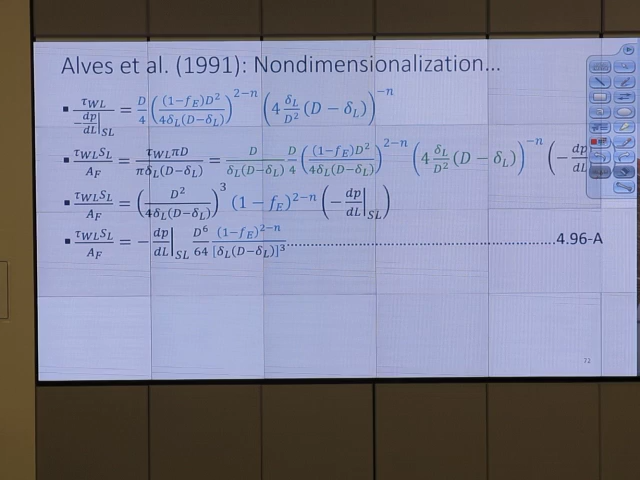 Alves et al. (1991): Nondimensionalization...
▪ τ_WL / (dp/dL|_SL) = D/4 ((1−f_E)D²/(4δ_L(D−δ_L)))^(2−n) (4 δ_L/D² (D − δ_L))^(−n)
▪ τ_WL S_L/A_F = τ_WL πD/(πδ_L(D−δ_L)) = D/(δ_L(D−δ_L)) D/4 ((1−f_E)D²/(4δ_L(D−δ_L)))^(2−n) (4 δ_L/D² (D − δ_L))^(−n) (− dp/dL
▪ τ_WL S_L/A_F = (D²/(4δ_L(D−δ_L)))³ (1 − f_E)^(2−n) (− dp/dL|_SL)
▪ τ_WL S_L/A_F = − dp/dL|_SL D⁶/64 (1−f_E)^(2−n)/[δ_L(D−δ_L)]³ ........................................................4.96-A